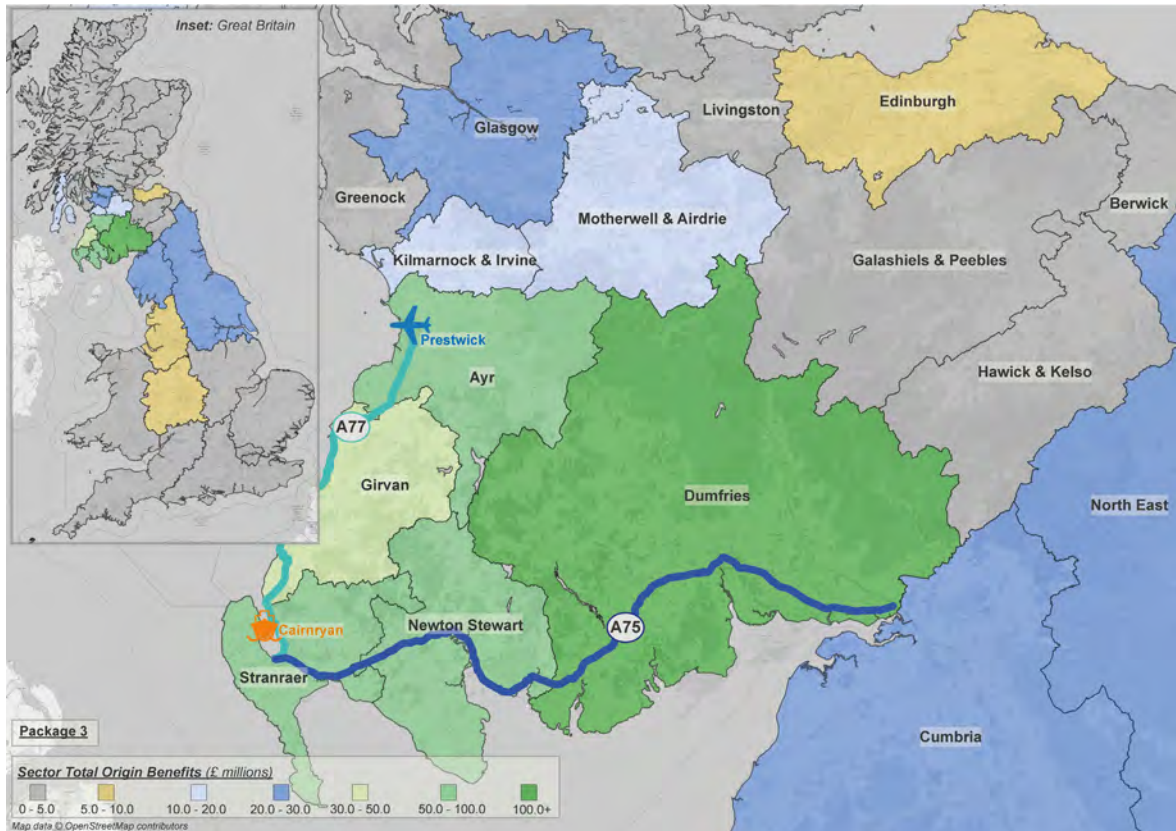 Inset: Great Britain
Livingston
Edinburgh
Glasgow
Greenock
Berwick
Motherwell & Airdrie
Kilmarnock & Irvine
Galashiels & Peebles
Prestwick
Ayr
Hawick & Kelso
A77
Girvan
Dumfries
North East
Cairnryan
Newton Stewart
A75
Stranraer
Package 3
Cumbria
Sector Total Origin Benefits (£ millions)
0 - 5.0 5.0 - 10.0 10.0 - 20.0 20.0 - 30.0 30.0 - 50.0 50.0 - 100.0 100.0+
Map data © OpenStreetMap contributors